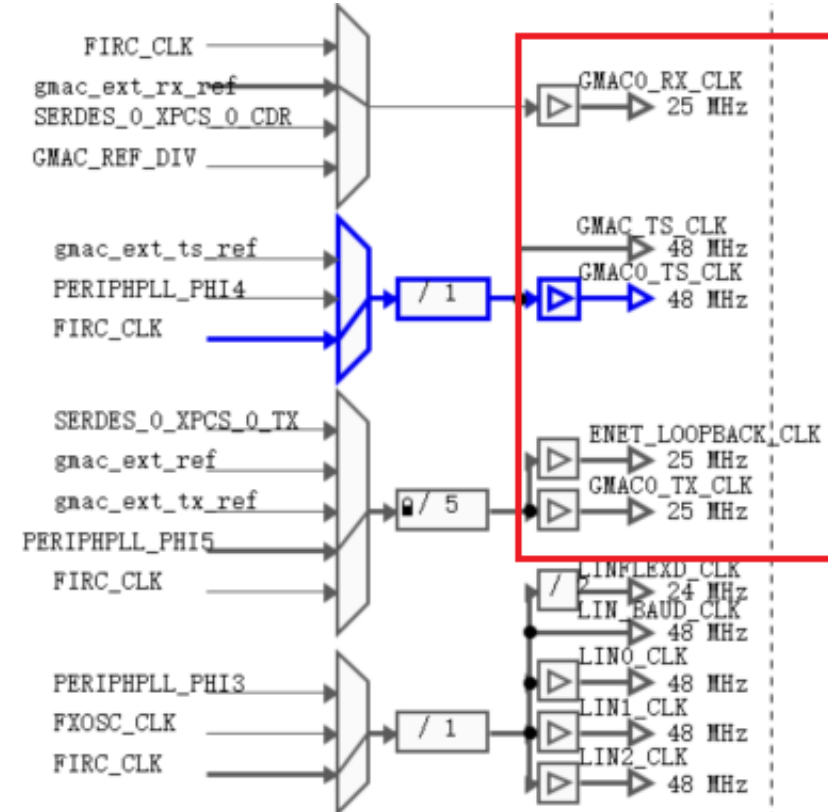 FIRC_CLK
gmac_ext_rx_ref
SERDES_0_XPCS_0_CDR
GMAC_REF_DIV
GMAC0_RX_CLK
25 MHz
gmac_ext_ts_ref
PERIPHPLL_PHI4
FIRC_CLK
/ 1
GMAC_TS_CLK
48 MHz
GMAC0_TS_CLK
48 MHz
SERDES_0_XPCS_0_TX
gmac_ext_ref
gmac_ext_tx_ref
PERIPHPLL_PHI5
FIRC_CLK
/ 5
ENET_LOOPBACK_CLK
25 MHz
GMAC0_TX_CLK
25 MHz
PERIPHPLL_PHI3
FXOSC_CLK
FIRC_CLK
/ 1
/ 2
LINFLEXD_CLK
24 MHz
LIN_BAUD_CLK
48 MHz
LIN0_CLK
48 MHz
LIN1_CLK
48 MHz
LIN2_CLK
48 MHz